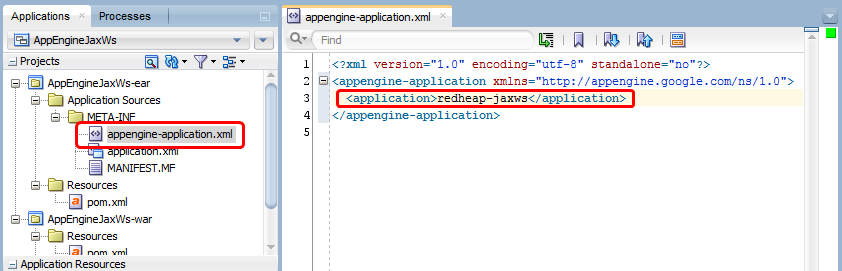 Applications
Processes
AppEngineJaxWs
Projects
AppEngineJaxWs-ear
Application Sources
META-INF
appengine-application.xml
application.xml
MANIFEST.MF
Resources
pom.xml
AppEngineJaxWs-war
Resources
pom.xml
Application Resources
appengine-application.xml
Find
1 <?xml version="1.0" encoding="utf-8" standalone="no"?>
2 <appengine-application xmlns="http://appengine.google.com/ns/1.0">
3 <application>redheap-jaxws</application>
4 </appengine-application>
5